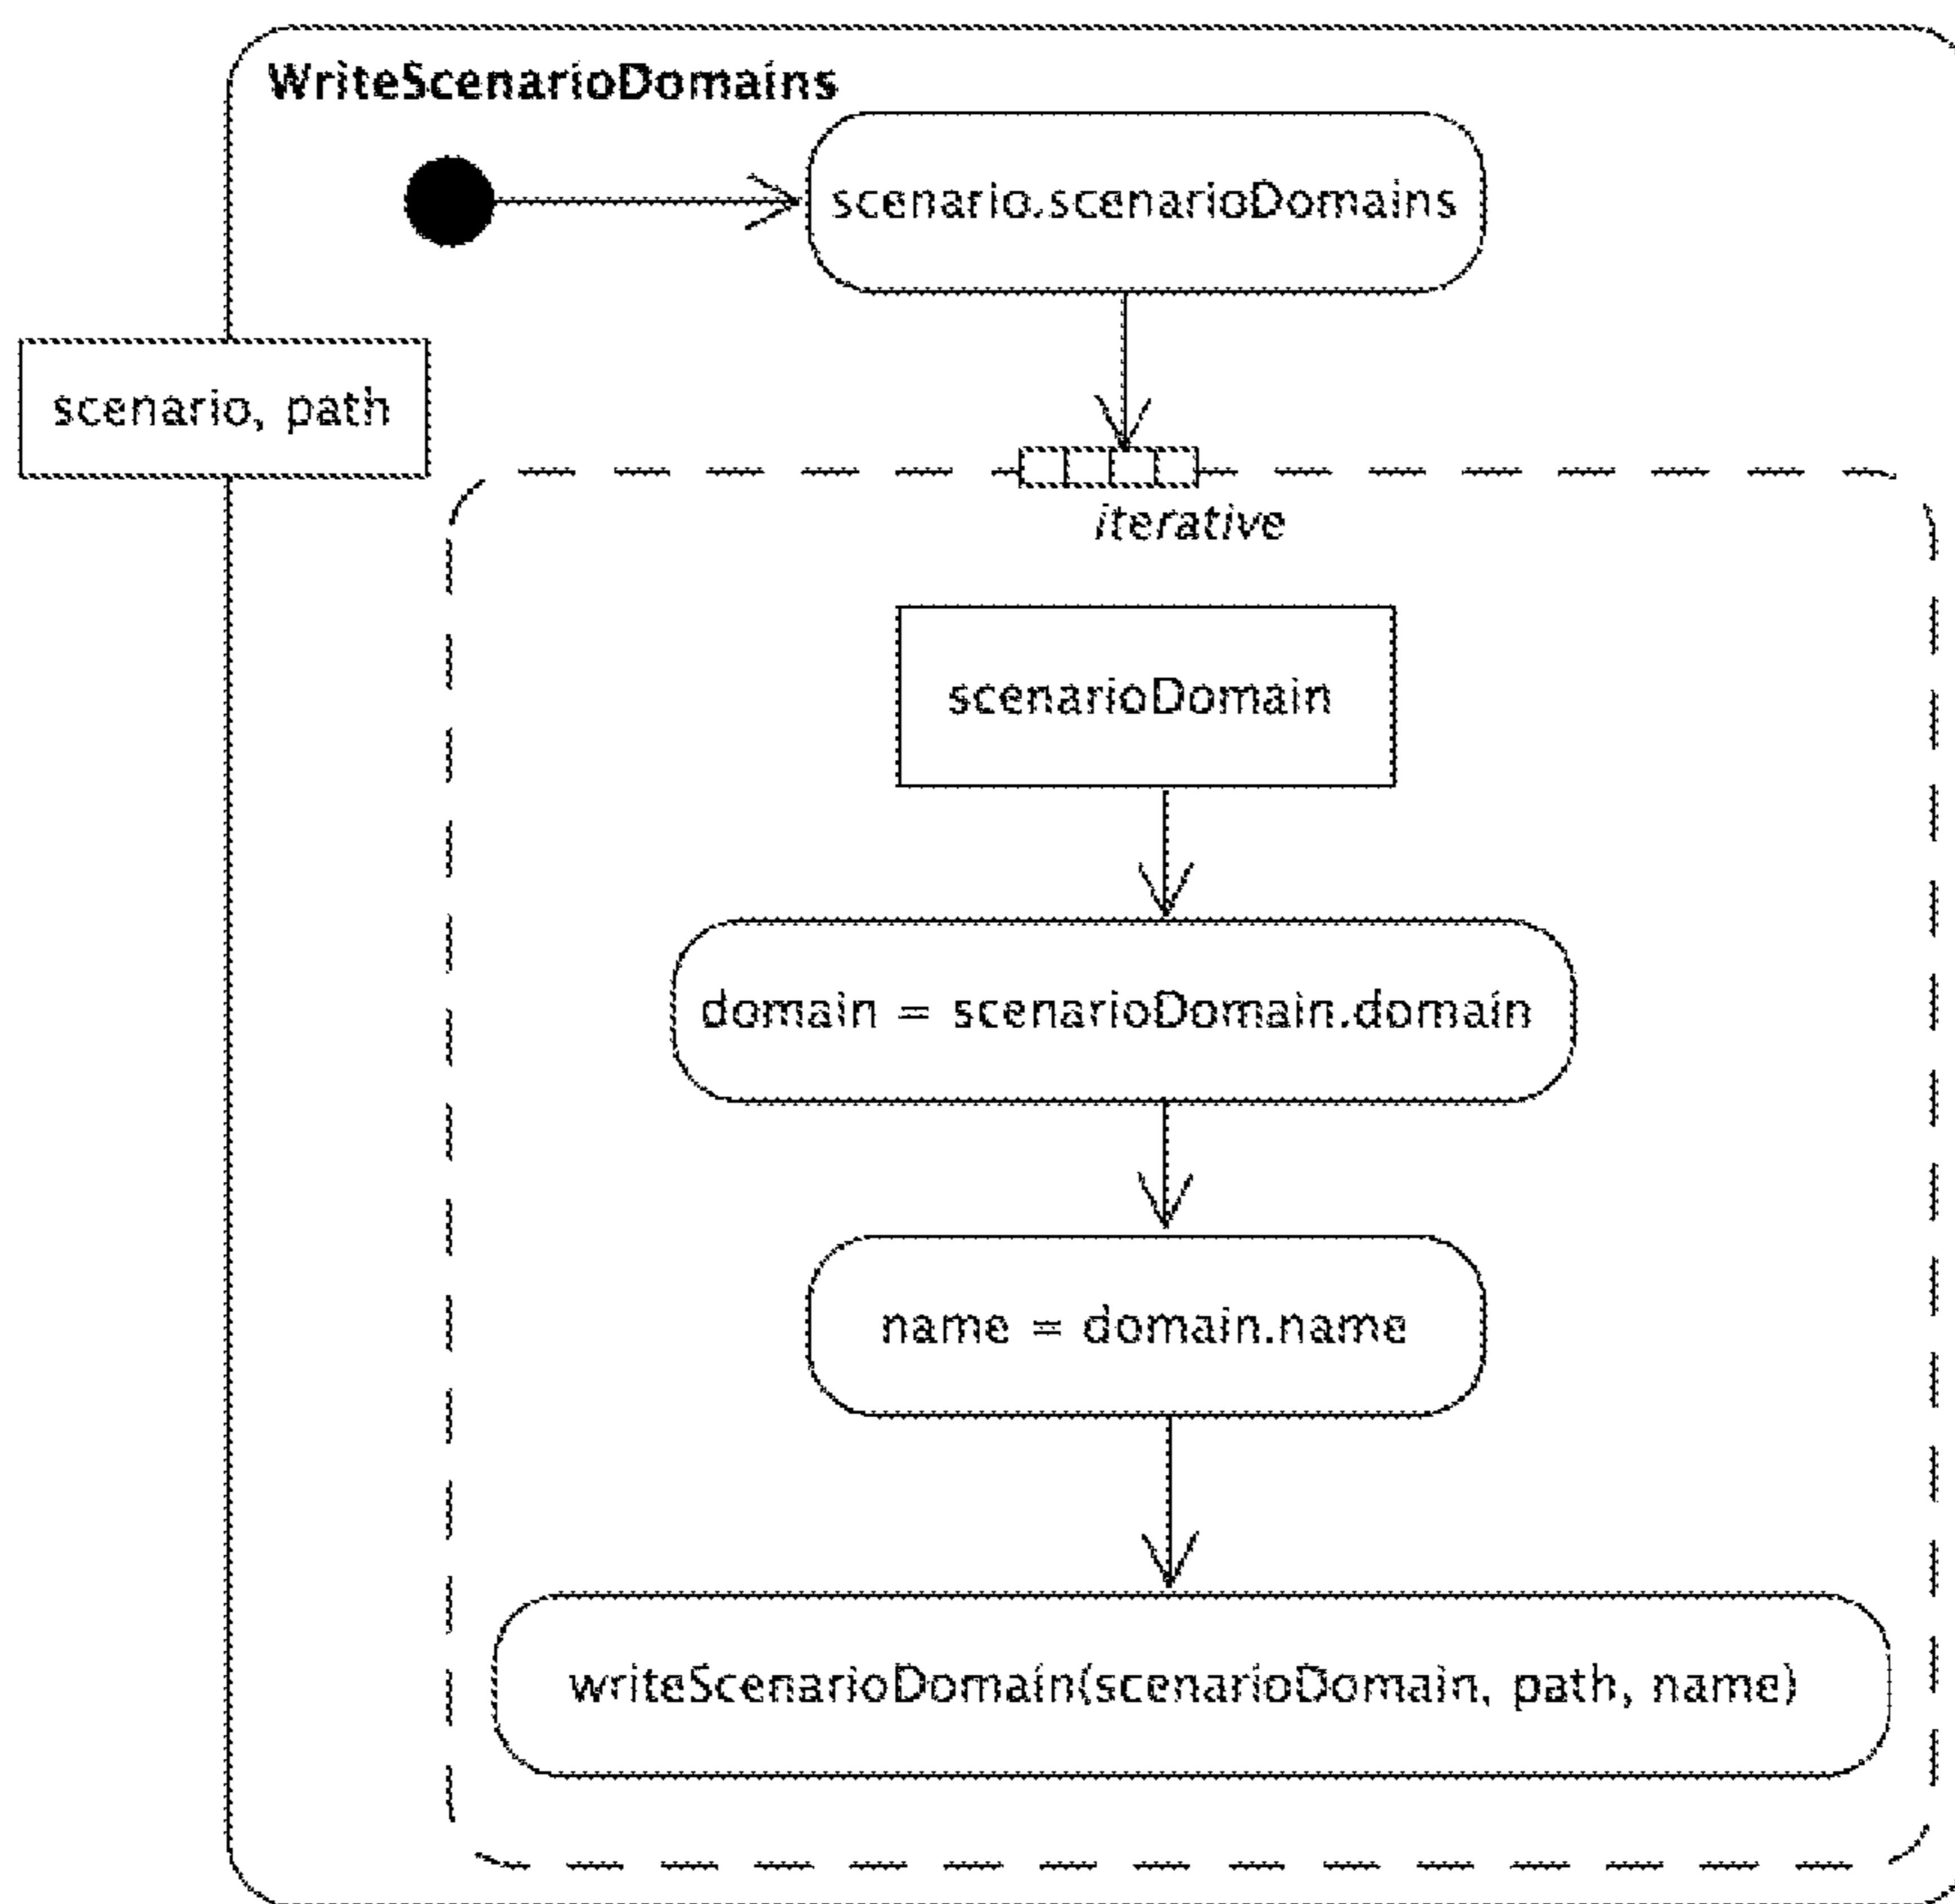 WriteScenarioDomains
scenario.scenarioDomains
scenario, path
iterative
scenarioDomain
domain = scenarioDomain.domain
name = domain.name
writeScenarioDomain(scenarioDomain, path, name)